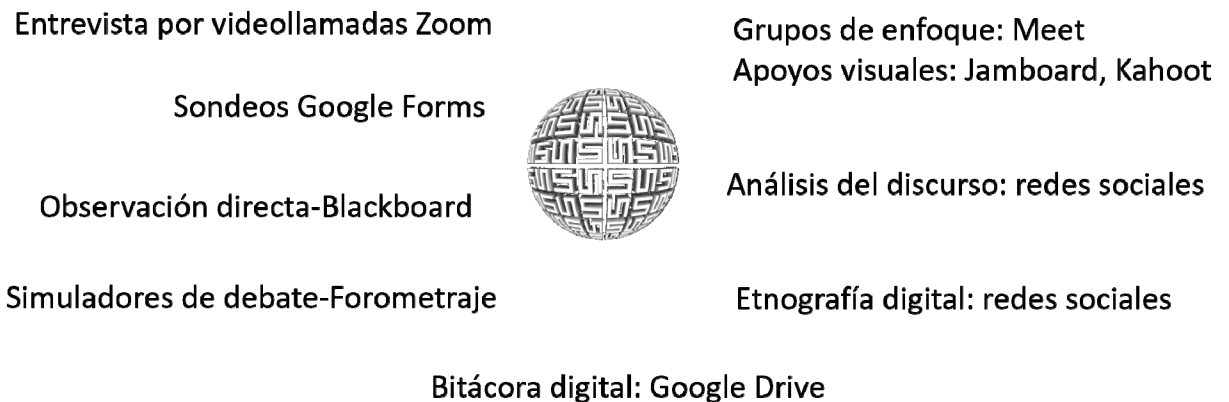 Entrevista por videollamadas Zoom
Sondeos Google Forms
Observación directa-Blackboard
Simuladores de debate-Forometraje
Grupos de enfoque: Meet
Apoyos visuales: Jamboard, Kahoot
Análisis del discurso: redes sociales
Etnografía digital: redes sociales
Bitácora digital: Google Drive